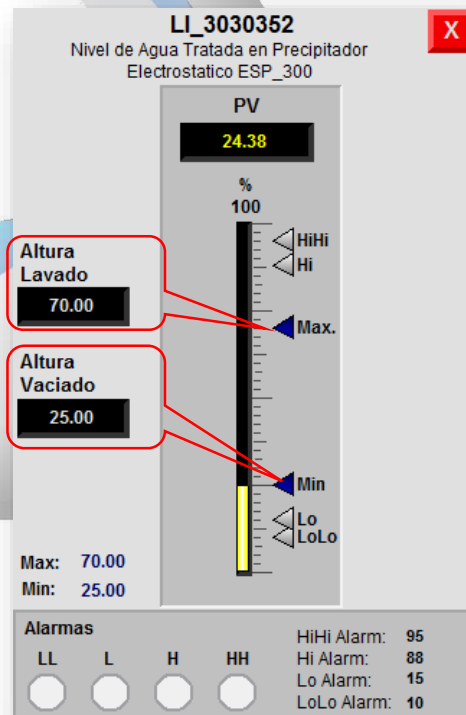 LI_3030352
X
Nivel de Agua Tratada en Precipitador
Electrostatico ESP_300
PV
24.38
%
100
HiHi
Hi
Altura
Lavado
70.00
Max.
Altura
Vaciado
25.00
Min
Lo
LoLo
Max: 70.00
Min: 25.00
Alarmas
LL L H HH
HiHi Alarm: 95
Hi Alarm: 88
Lo Alarm: 15
LoLo Alarm: 10